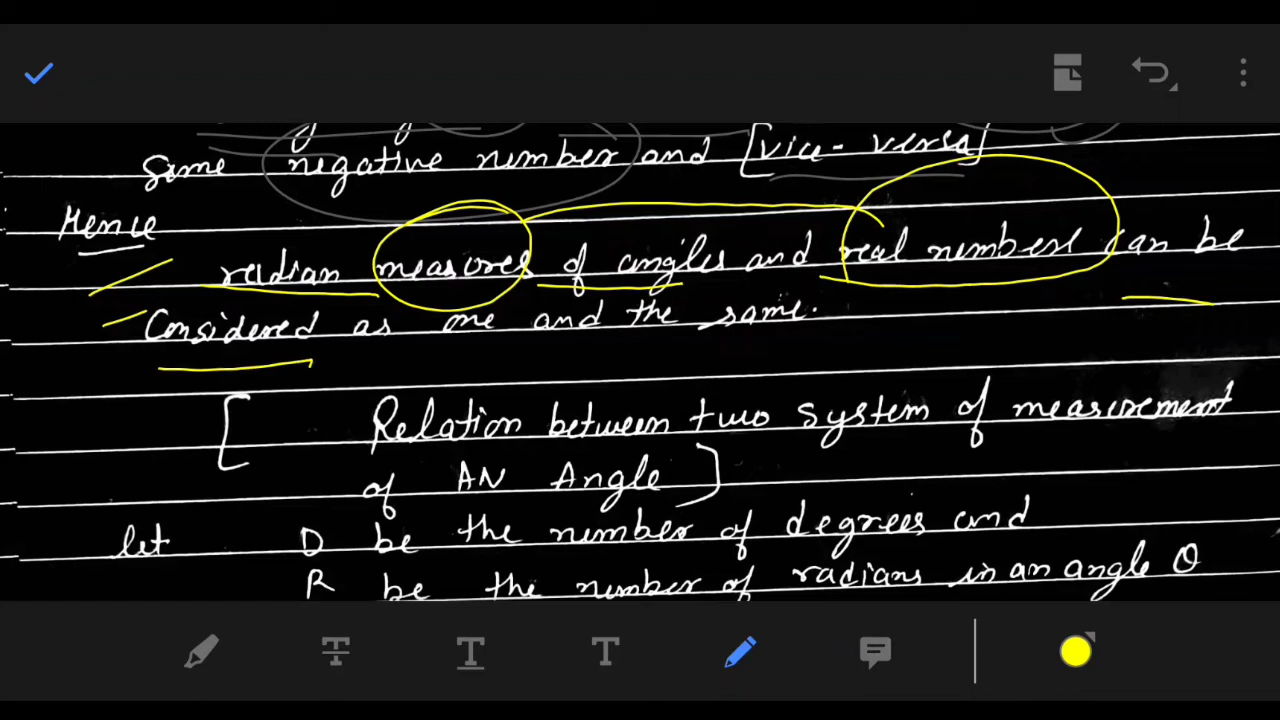 Same negative number and [vice-versa]
Hence
radian measures of angles and real numbers can be
Considered as one and the same.
[ Relation between two system of measurement
of AN Angle ]
let D be the number of degrees and
R be the number of radians in an angle θ
T T T